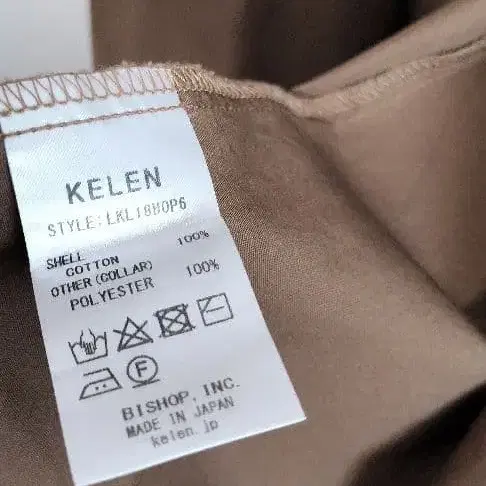 KELEN
STYLE:LKL18HOP6
SHELL
COTTON 100%
OTHER(COLLAR)
POLYESTER 100%
F
BISHOP, INC.
MADE IN JAPAN
kelen.jp